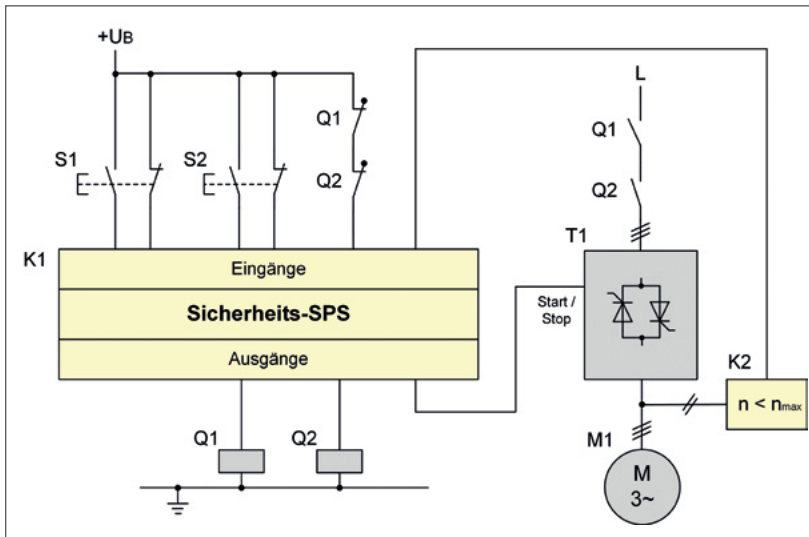 +UB
L
Q1
Q1
S1
S2
Q2
Q2
T1
K1
Eingänge
Sicherheits-SPS
Start /
Stop
Ausgänge
K2
n < nmax
Q1
Q2
M1
M
3~